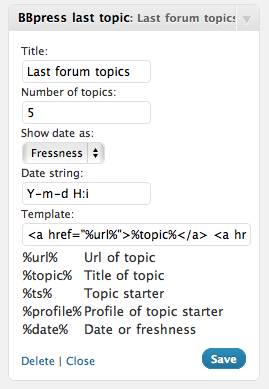 BBpress last topic: Last forum topics
Title:
Last forum topics
Number of topics:
5
Show date as:
Fressness
Date string:
Y-m-d H:i
Template:
<a href="%url%">%topic%</a> <a hr
%url% Url of topic
%topic% Title of topic
%ts% Topic starter
%profile% Profile of topic starter
%date% Date or freshness
Delete | Close Save